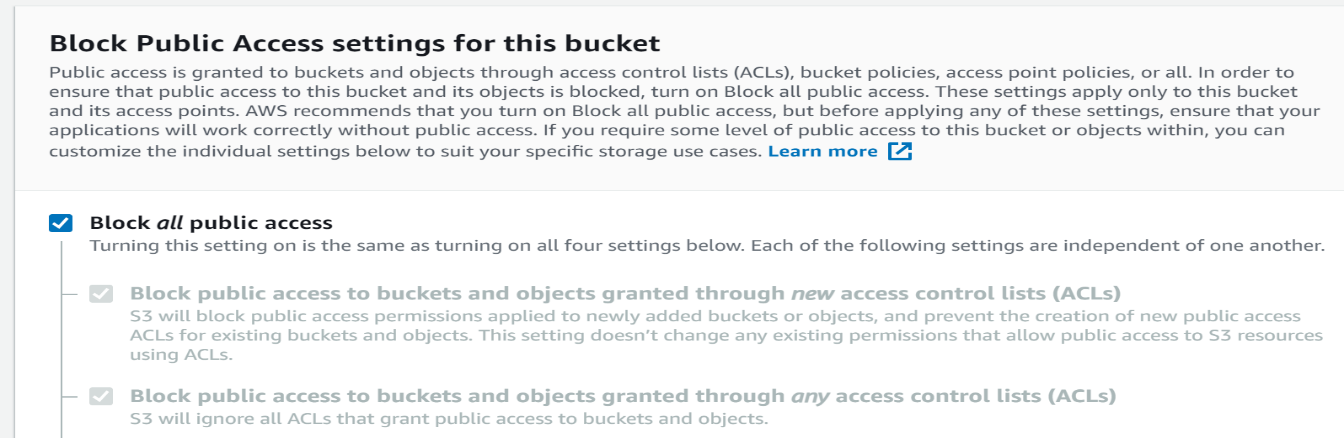 Block Public Access settings for this bucket
Public access is granted to buckets and objects through access control lists (ACLs), bucket policies, access point policies, or all. In order to
ensure that public access to this bucket and its objects is blocked, turn on Block all public access. These settings apply only to this bucket
and its access points. AWS recommends that you turn on Block all public access, but before applying any of these settings, ensure that your
applications will work correctly without public access. If you require some level of public access to this bucket or objects within, you can
customize the individual settings below to suit your specific storage use cases. Learn more
Block all public access
Turning this setting on is the same as turning on all four settings below. Each of the following settings are independent of one another.
Block public access to buckets and objects granted through new access control lists (ACLs)
S3 will block public access permissions applied to newly added buckets or objects, and prevent the creation of new public access
ACLs for existing buckets and objects. This setting doesn't change any existing permissions that allow public access to S3 resources
using ACLs.
Block public access to buckets and objects granted through any access control lists (ACLs)
S3 will ignore all ACLs that grant public access to buckets and objects.